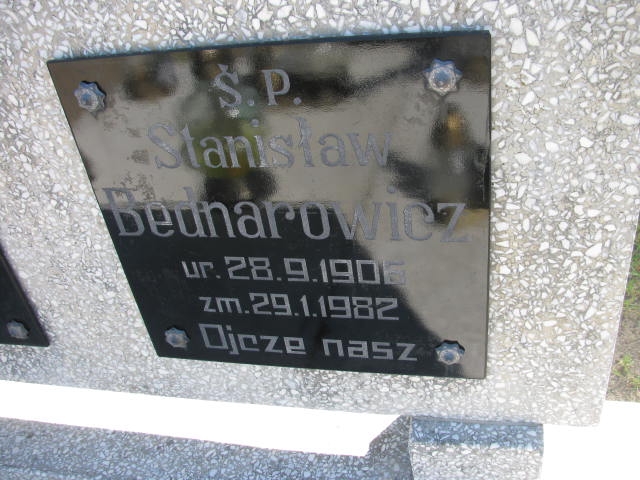 Ś.P.
Stanisław
Bednarowicz
ur. 28.9.1906
zm. 29.1.1982
Ojcze nasz